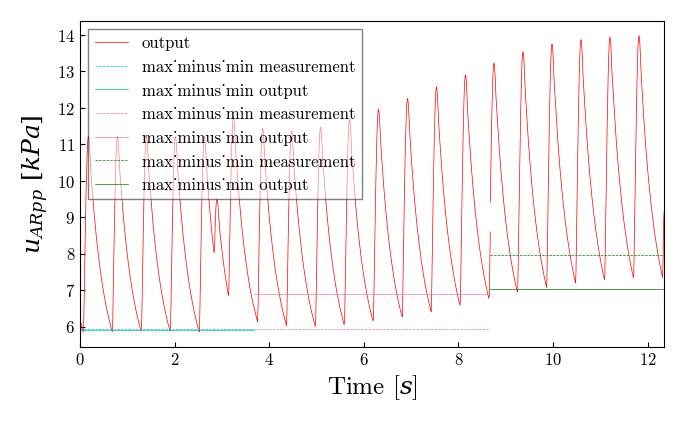 14
13
12
11
10
9
8
7
6
u_{ARpp} [kPa]
output
max˙minus˙min measurement
max˙minus˙min output
max˙minus˙min measurement
max˙minus˙min output
max˙minus˙min measurement
max˙minus˙min output
0 2 4 6 8 10 12
Time [s]